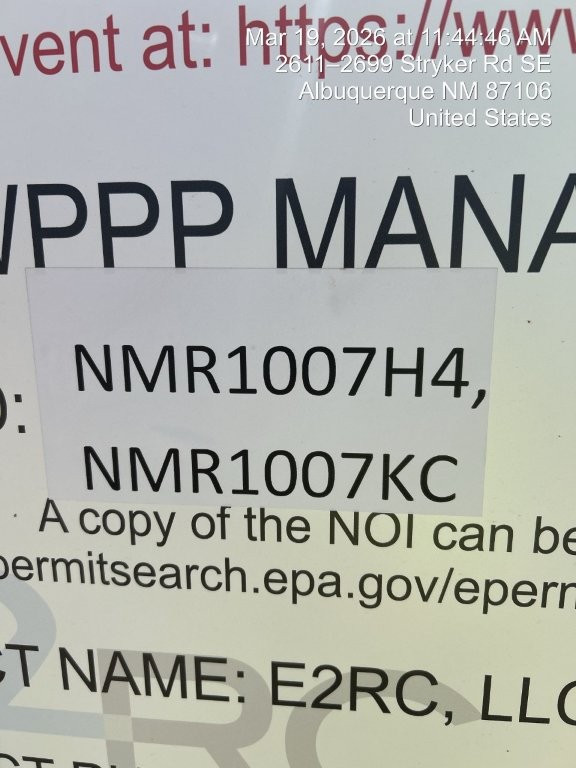 vent at: https://ww
Mar 19, 2026 at 11:44:46 AM
2611–2699 Stryker Rd SE
Albuquerque NM 87106
United States
WPPP MANA
NMR1007H4,
NMR1007KC
A copy of the NOI can be
permitsearch.epa.gov/eperm
CT NAME: E2RC, LLC